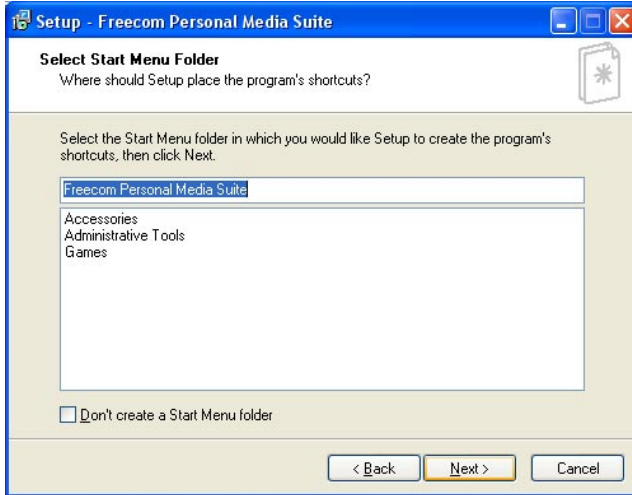 Setup - Freecom Personal Media Suite
Select Start Menu Folder
Where should Setup place the program's shortcuts?
Select the Start Menu folder in which you would like Setup to create the program's
shortcuts, then click Next.
Freecom Personal Media Suite
Accessories
Administrative Tools
Games
Don't create a Start Menu folder
< Back
Next >
Cancel